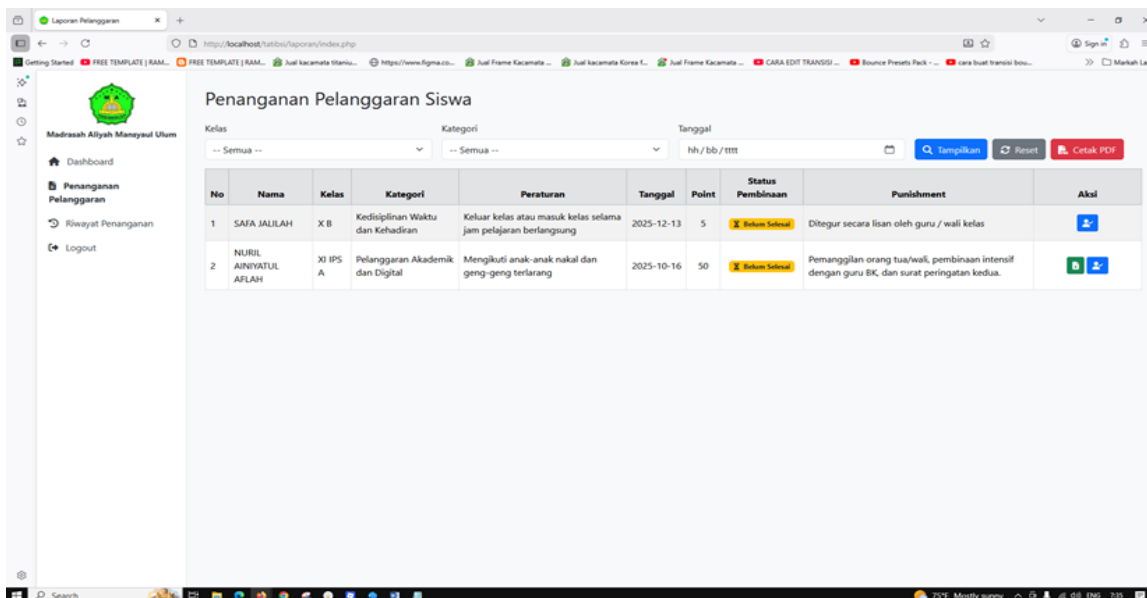 Laporan Pelanggaran
http://localhost/tatibsi/laporan/index.php
Sign in
Getting Started
FREE TEMPLATE | RAM...
FREE TEMPLATE | RAM...
Jual kacamata titaniu...
https://www.figma.co...
Jual Frame Kacamata ...
Jual kacamata Korea f...
Jual Frame Kacamata ...
CARA EDIT TRANSISI ...
Bounce Presets Pack - ...
cara buat transisi bou...
Markah La
Madrasah Aliyah Mansyaul Ulum
Dashboard
Penanganan
Pelanggaran
Riwayat Penanganan
Logout
Penanganan Pelanggaran Siswa
Kelas Kategori Tanggal
-- Semua -- -- Semua -- hh / bb / tttt Tampilkan Reset Cetak PDF
No Nama Kelas Kategori Peraturan Tanggal Point Status Pembinaan Punishment Aksi
1 SAFA JALILAH X B Kedisiplinan Waktu dan Kehadiran Keluar kelas atau masuk kelas selama jam pelajaran berlangsung 2025-12-13 5 Belum Selesai Ditegur secara lisan oleh guru / wali kelas
2 NURIL AINIYATUL AFLAH XI IPS A Pelanggaran Akademik dan Digital Mengikuti anak-anak nakal dan geng-geng terlarang 2025-10-16 50 Belum Selesai Pemanggilan orang tua/wali, pembinaan intensif dengan guru BK, dan surat peringatan kedua.
Search
75°F Mostly sunny
ENG
7:35